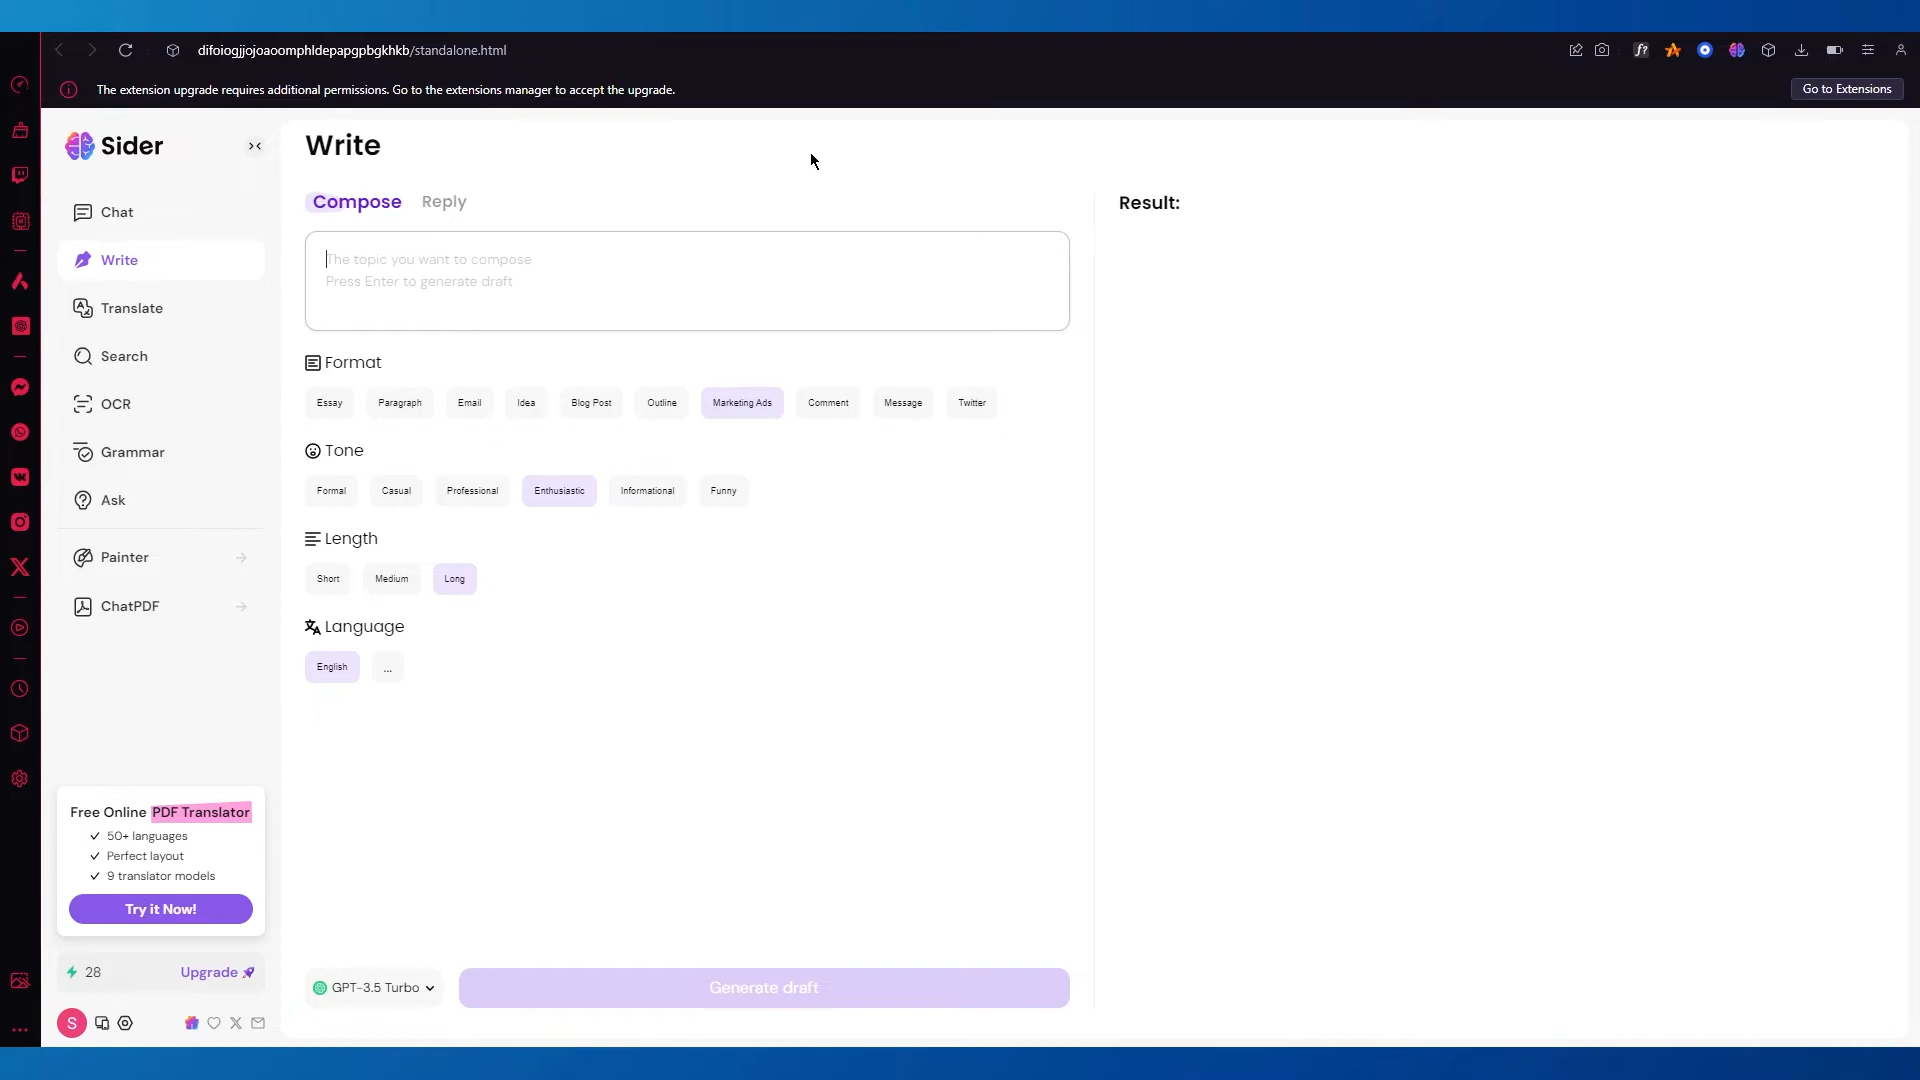 difoiogjjojoaoomphldepapgpbgkhkb/standalone.html
The extension upgrade requires additional permissions. Go to the extensions manager to accept the upgrade.
Go to Extensions
Sider
Chat
Write
Translate
Search
OCR
Grammar
Ask
Painter
ChatPDF
Free Online PDF Translator
50+ languages
Perfect layout
9 translator models
Try it Now!
28 Upgrade
S
Write
Compose Reply
The topic you want to compose
Press Enter to generate draft
Format
Essay Paragraph Email Idea Blog Post Outline Marketing Ads Comment Message Twitter
Tone
Formal Casual Professional Enthusiastic Informational Funny
Length
Short Medium Long
Language
English ...
GPT-3.5 Turbo Generate draft
Result: